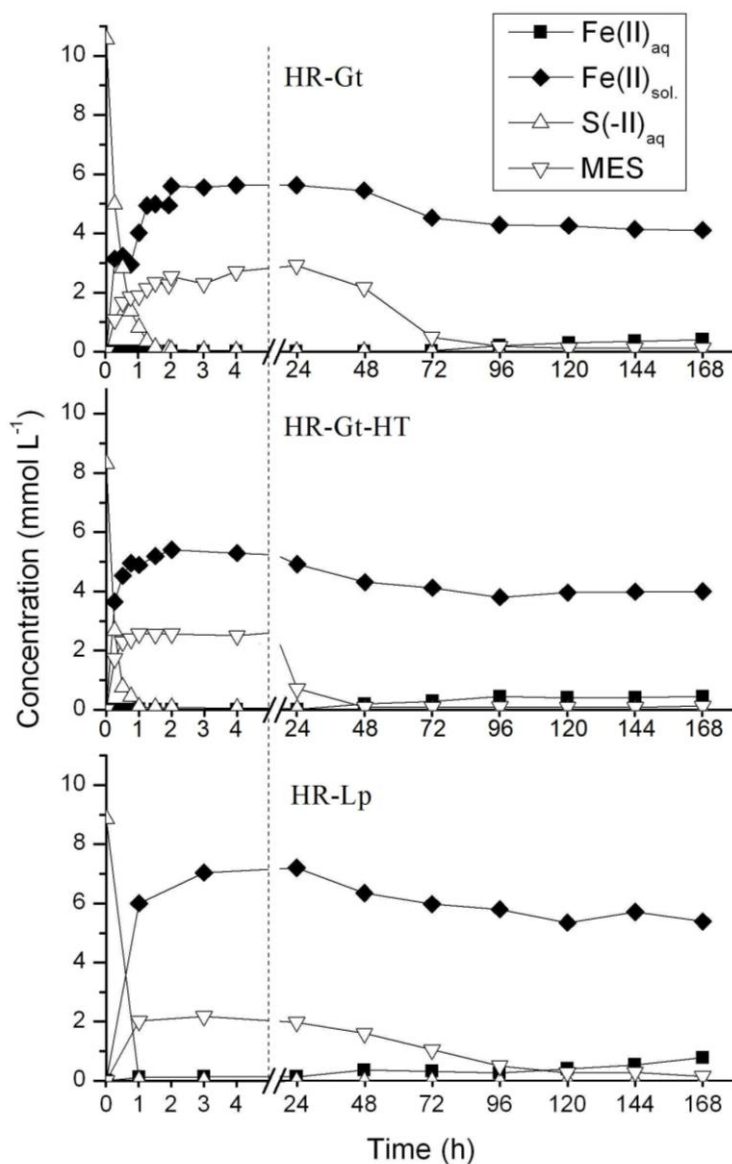 Fe(II)aq
Fe(II)sol.
S(-II)aq
MES
HR-Gt
10
8
6
4
2
0
0 1 2 3 4 24 48 72 96 120 144 168
HR-Gt-HT
10
8
6
4
2
0
0 1 2 3 4 24 48 72 96 120 144 168
HR-Lp
10
8
6
4
2
0
0 1 2 3 4 24 48 72 96 120 144 168
Concentration (mmol L⁻¹)
Time (h)